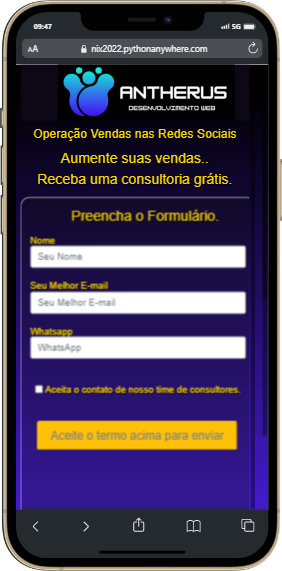 09:47
5G
AA
nix2022.pythonanywhere.com
ANTHERUS
DESENVOLVIMENTO WEB
Operação Vendas nas Redes Sociais
Aumente suas vendas..
Receba uma consultoria grátis.
Preencha o Formulário.
Nome
Seu Nome
Seu Melhor E-mail
Seu Melhor E-mail
Whatsapp
WhatsApp
Aceita o contato de nosso time de consultores.
Aceite o termo acima para enviar